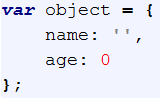 var object = {
    name: '',
    age: 0
};